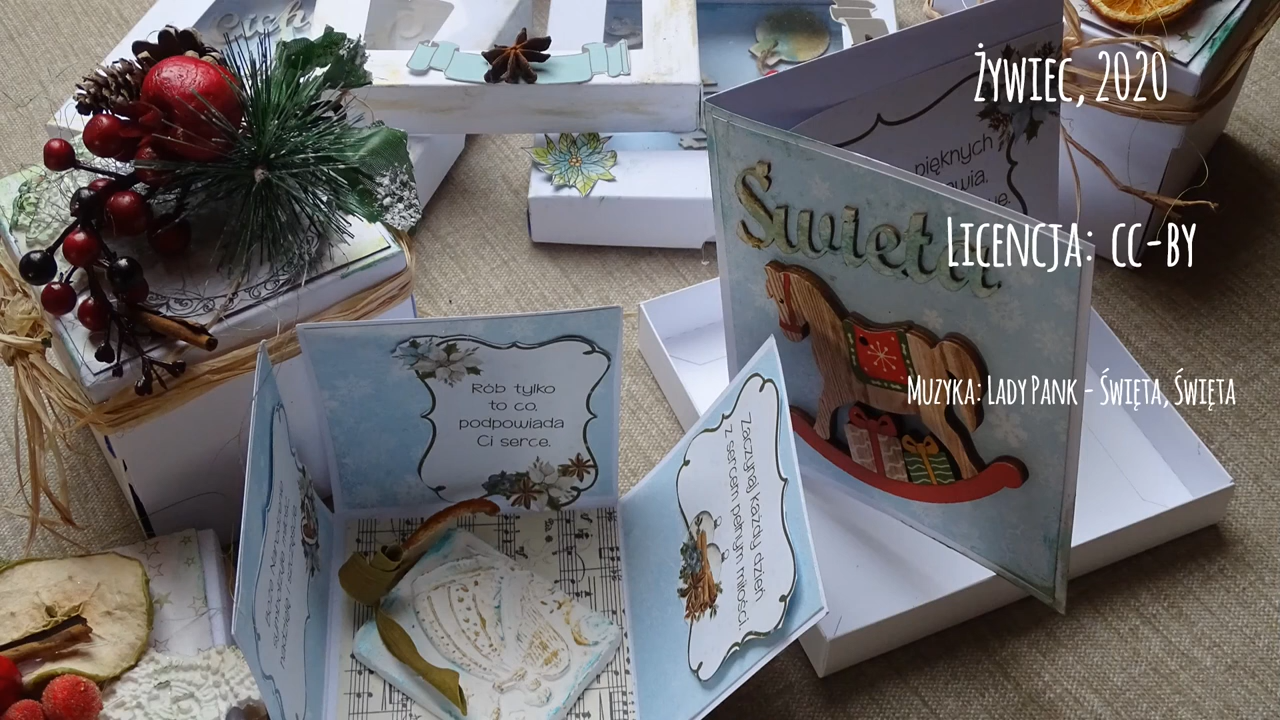 Żywiec, 2020
pięknych
Święta
Licencja: cc-by
Muzyka: Lady Pank - Święta, Święta
Rób tylko
to co,
podpowiada
Ci serce.
Zaczynaj każdy dzień
z sercem pełnym miłości.